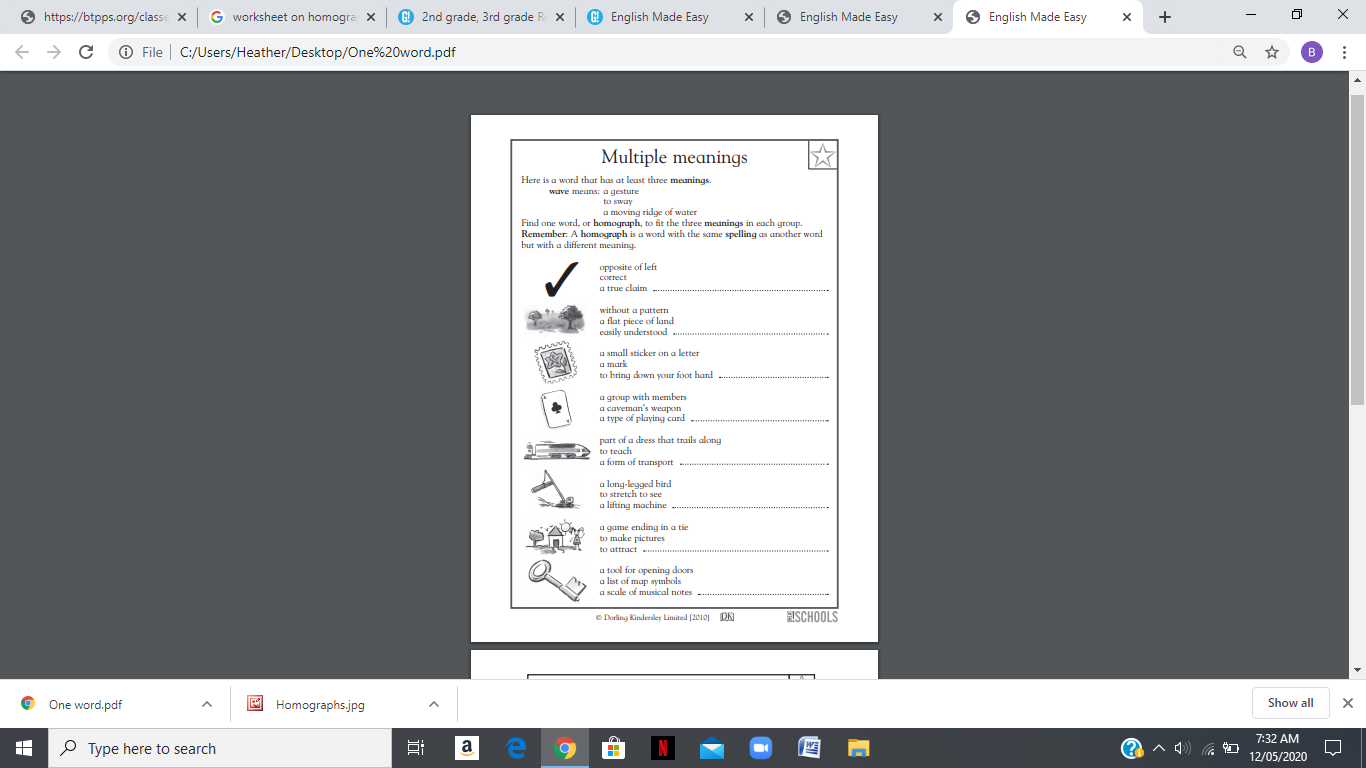 https://btpps.org/classe
worksheet on homogra
2nd grade, 3rd grade R
English Made Easy
English Made Easy
English Made Easy
File
C:/Users/Heather/Desktop/One%20word.pdf
B
Multiple meanings
Here is a word that has at least three meanings.
wave means: a gesture
to sway
a moving ridge of water
Find one word, or homograph, to fit the three meanings in each group.
Remember: A homograph is a word with the same spelling as another word
but with a different meaning.
opposite of left
correct
a true claim
without a pattern
a flat piece of land
easily understood
a small sticker on a letter
a mark
to bring down your foot hard
a group with members
a caveman's weapon
a type of playing card
part of a dress that trails along
to teach
a form of transport
a long-legged bird
to stretch to see
a lifting machine
a game ending in a tie
to make pictures
to attract
a tool for opening doors
a list of map symbols
a scale of musical notes
© Dorling Kindersley Limited [2010]
DK
SCHOOLS
One word.pdf
Homographs.jpg
Show all
Type here to search
7:32 AM
12/05/2020